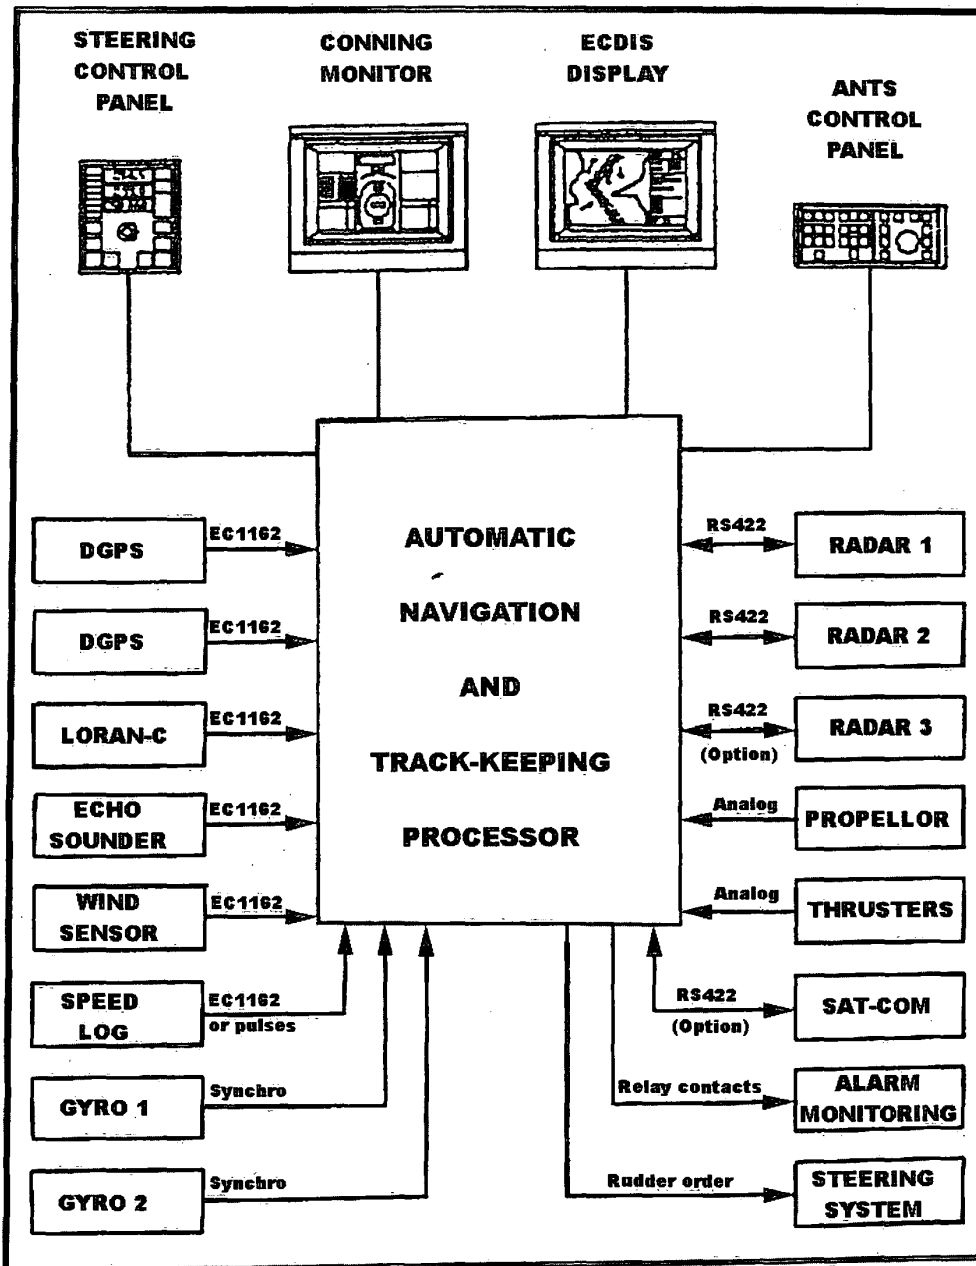 STEERING
CONTROL
PANEL
CONNING
MONITOR
ECDIS
DISPLAY
ANTS
CONTROL
PANEL
AUTOMATIC
NAVIGATION
AND
TRACK-KEEPING
PROCESSOR
DGPS
EC1162
DGPS
EC1162
LORAN-C
EC1162
ECHO
SOUNDER
EC1162
WIND
SENSOR
EC1162
SPEED
LOG
EC1162
or pulses
GYRO 1
Synchro
GYRO 2
Synchro
RS422
RADAR 1
RS422
RADAR 2
RS422
(Option)
RADAR 3
Analog
PROPELLOR
Analog
THRUSTERS
RS422
(Option)
SAT-COM
Relay contacts
ALARM
MONITORING
Rudder order
STEERING
SYSTEM